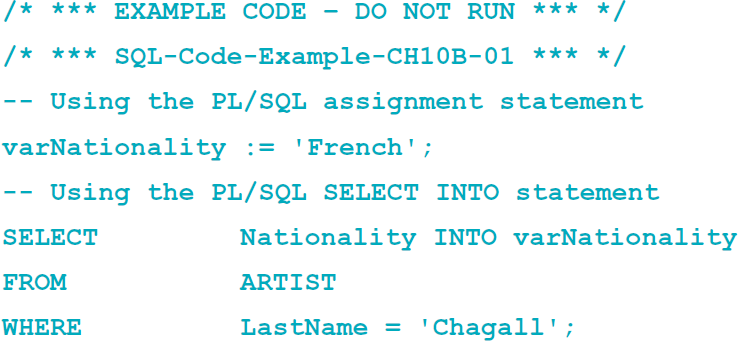 /* *** EXAMPLE CODE – DO NOT RUN *** */
/* *** SQL-Code-Example-CH10B-01 *** */
-- Using the PL/SQL assignment statement
varNationality := 'French';
-- Using the PL/SQL SELECT INTO statement
SELECT Nationality INTO varNationality
FROM ARTIST
WHERE LastName = 'Chagall';